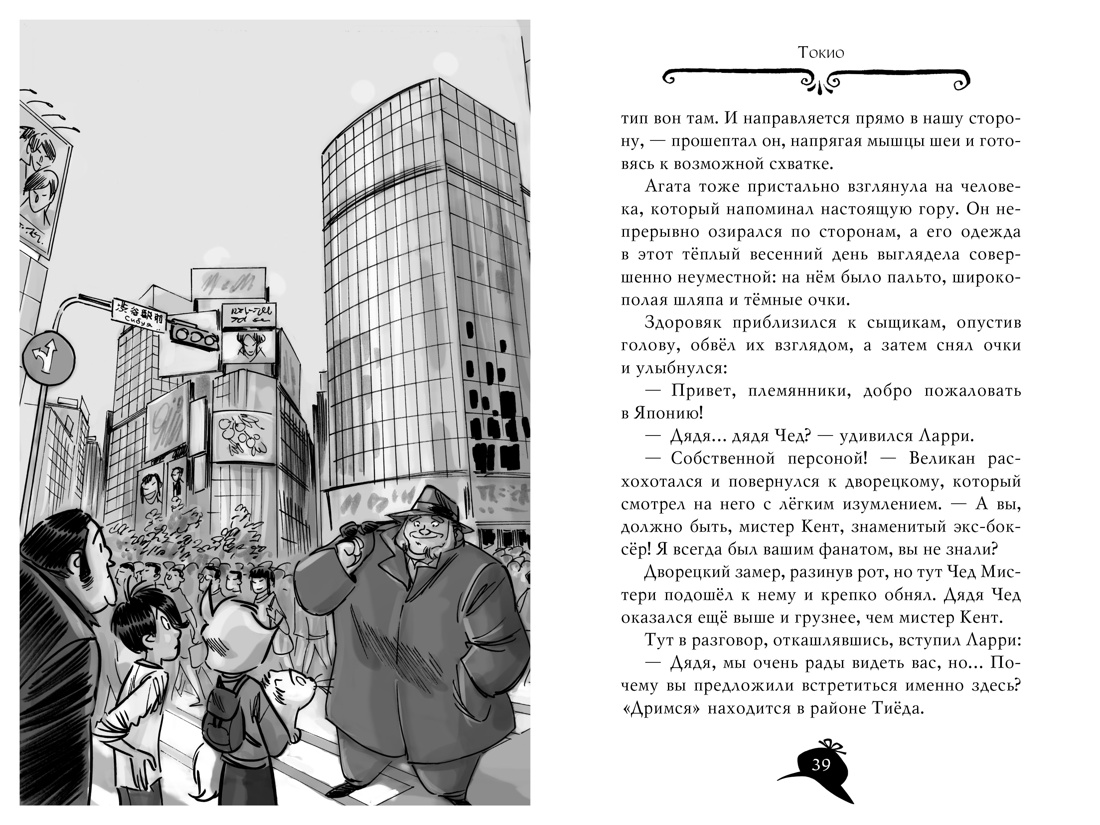 渋谷駅前
Сибуя
Токио
тип вон там. И направляется прямо в нашу сторо-
ну, — прошептал он, напрягая мышцы шеи и гото-
вясь к возможной схватке.
Агата тоже пристально взглянула на челове-
ка, который напоминал настоящую гору. Он не-
прерывно озирался по сторонам, а его одежда
в этот тёплый весенний день выглядела совер-
шенно неуместной: на нём было пальто, широко-
полая шляпа и тёмные очки.
Здоровяк приблизился к сыщикам, опустив
голову, обвёл их взглядом, а затем снял очки
и улыбнулся:
— Привет, племянники, добро пожаловать
в Японию!
— Дядя... дядя Чед? — удивился Ларри.
— Собственной персоной! — Великан рас-
хохотался и повернулся к дворецкому, который
смотрел на него с лёгким изумлением. — А вы,
должно быть, мистер Кент, знаменитый экс-бок-
сёр! Я всегда был вашим фанатом, вы не знали?
Дворецкий замер, разинув рот, но тут Чед Мис-
тери подошёл к нему и крепко обнял. Дядя Чед
оказался ещё выше и грузнее, чем мистер Кент.
Тут в разговор, откашлявшись, вступил Ларри:
— Дядя, мы очень рады видеть вас, но... По-
чему вы предложили встретиться именно здесь?
«Дримся» находится в районе Тиёда.
39